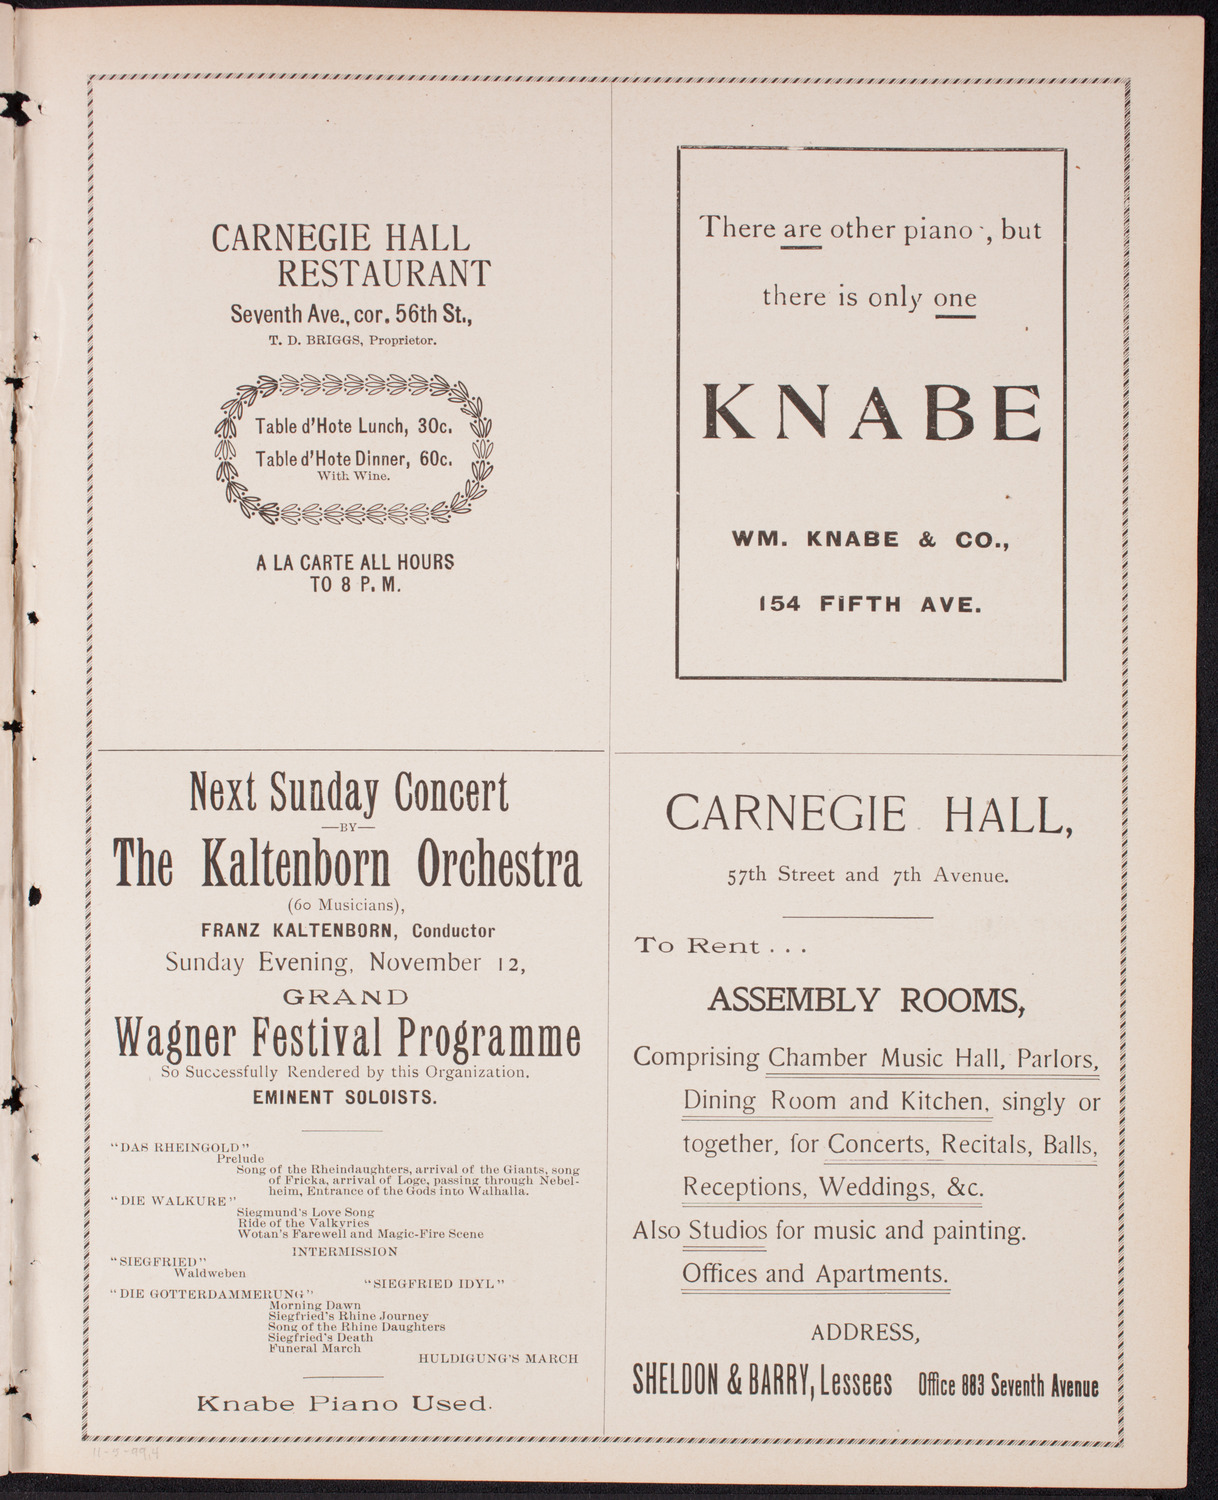 CARNEGIE HALL
RESTAURANT
Seventh Ave., cor. 56th St.,
T. D. BRIGGS, Proprietor.
Table d'Hote Lunch, 30c.
Table d'Hote Dinner, 60c.
With Wine.
A LA CARTE ALL HOURS
TO 8 P. M.
There are other piano , but
there is only one
KNABE
WM. KNABE & CO.,
154 FIFTH AVE.
Next Sunday Concert
—BY—
The Kaltenborn Orchestra
(60 Musicians),
FRANZ KALTENBORN, Conductor
Sunday Evening, November 12,
GRAND
Wagner Festival Programme
So Successfully Rendered by this Organization.
EMINENT SOLOISTS.
"DAS RHEINGOLD"
Prelude
Song of the Rheindaughters, arrival of the Giants, song
of Fricka, arrival of Loge, passing through Nebel-
heim, Entrance of the Gods into Walhalla.
"DIE WALKURE"
Siegmund's Love Song
Ride of the Valkyries
Wotan's Farewell and Magic-Fire Scene
INTERMISSION
"SIEGFRIED"
Waldweben
"SIEGFRIED IDYL"
"DIE GOTTERDAMMERUNG"
Morning Dawn
Siegfried's Rhine Journey
Song of the Rhine Daughters
Siegfried's Death
Funeral March
HULDIGUNG'S MARCH
Knabe Piano Used.
CARNEGIE HALL,
57th Street and 7th Avenue.
To Rent . . .
ASSEMBLY ROOMS,
Comprising Chamber Music Hall, Parlors,
Dining Room and Kitchen, singly or
together, for Concerts, Recitals, Balls,
Receptions, Weddings, &c.
Also Studios for music and painting.
Offices and Apartments.
ADDRESS,
SHELDON & BARRY, Lessees Office 883 Seventh Avenue
11-5-99,4